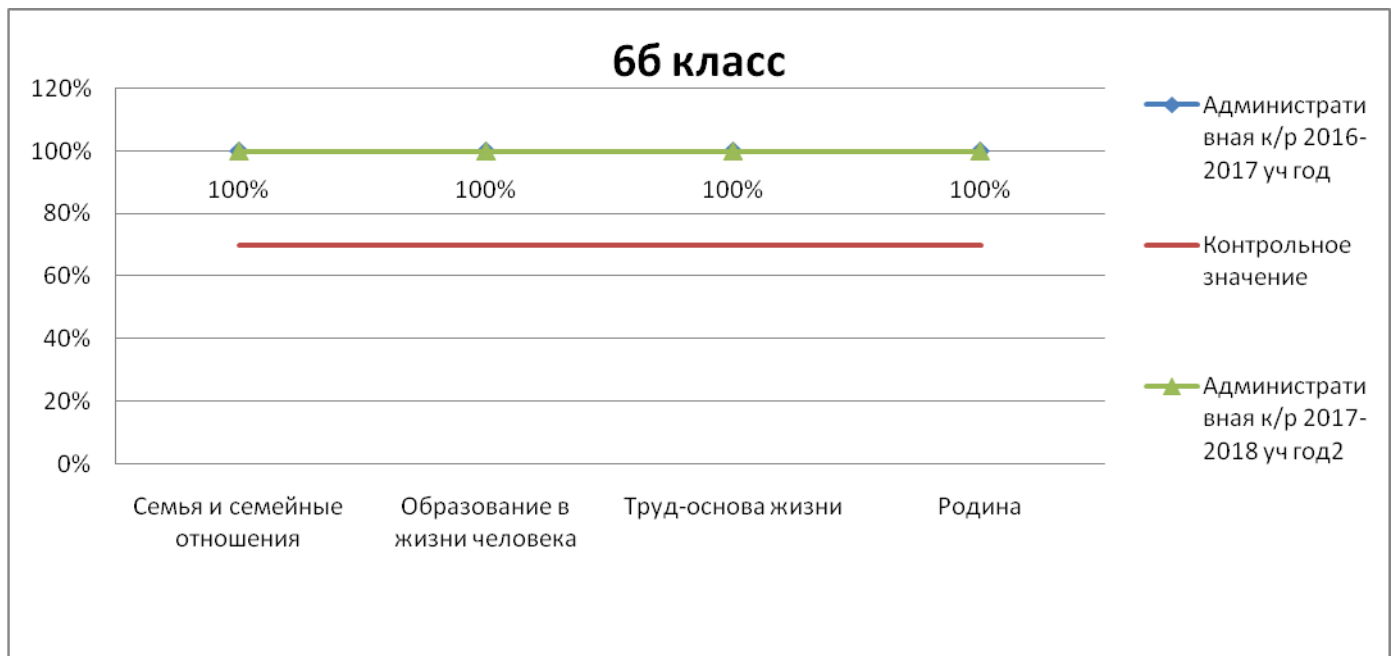 6б класс
120%
100%
80%
60%
40%
20%
0%
100%
100%
100%
100%
Семья и семейные
отношения
Образование в
жизни человека
Труд-основа жизни
Родина
Администрати
вная к/р 2016-
2017 уч год
Контрольное
значение
Администрати
вная к/р 2017-
2018 уч год2